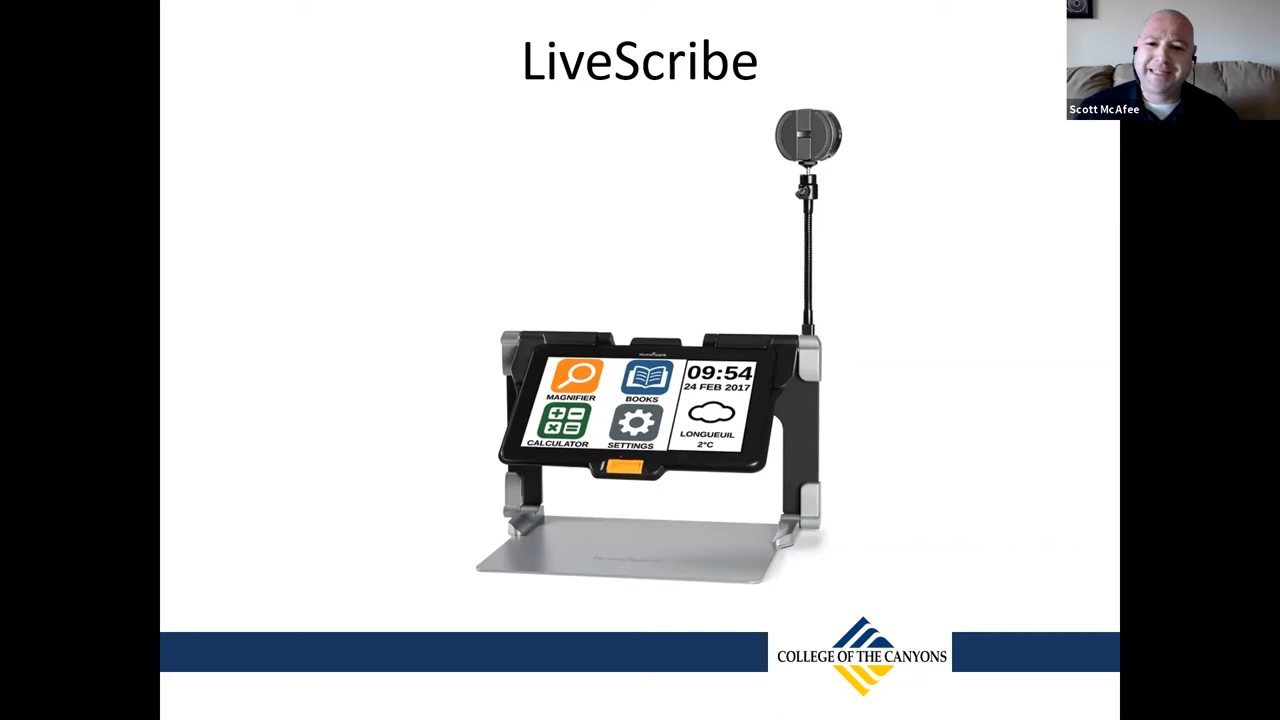 LiveScribe
Scott McAfee
MAGNIFIER
BOOKS
CALCULATOR
SETTINGS
09:54
24 FEB 2017
LONGUEUIL
2°C
COLLEGE OF THE CANYONS